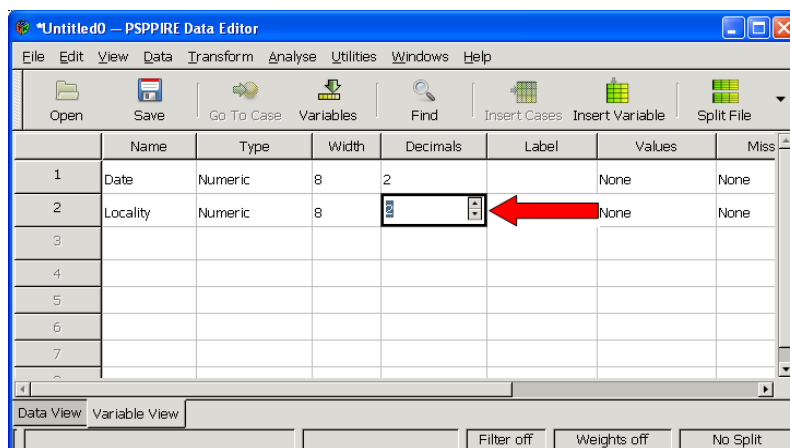 *Untitled0 — PSPPIRE Data Editor
File Edit View Data Transform Analyse Utilities Windows Help
Open Save Go To Case Variables Find Insert Cases Insert Variable Split File
Name Type Width Decimals Label Values Miss
1 Date Numeric 8 2 None None
2 Locality Numeric 8 2 None None
3
4
5
6
7
Data View Variable View
Filter off Weights off No Split